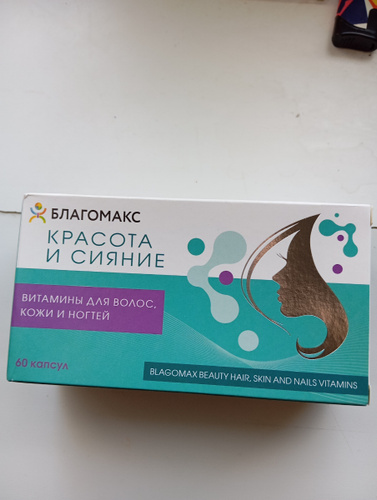 БЛАГОМАКС
КРАСОТА
И СИЯНИЕ
ВИТАМИНЫ ДЛЯ ВОЛОС,
КОЖИ И НОГТЕЙ
60 капсул
BLAGOMAX BEAUTY HAIR, SKIN AND NAILS VITAMINS